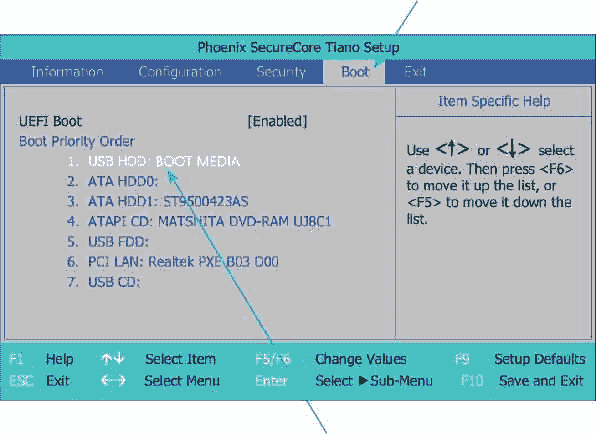 Phoenix SecureCore Tiano Setup
Information Configuration Security Boot Exit
Item Specific Help
UEFI Boot [Enabled]
Boot Priority Order
1. USB HDD: BOOT MEDIA
2. ATA HDD0:
3. ATA HDD1: ST9500423AS
4. ATAPI CD: MATSHITA DVD-RAM UJ8C1
5. USB FDD:
6. PCI LAN: Realtek PXE B03 D00
7. USB CD:
Use <↑> or <↓> select
a device. Then press <F6>
to move it up the list, or
<F5> to move it down the
list.
F1 Help ↑↓ Select Item F5/F6 Change Values F9 Setup Defaults
ESC Exit ←→ Select Menu Enter Select ►Sub-Menu F10 Save and Exit